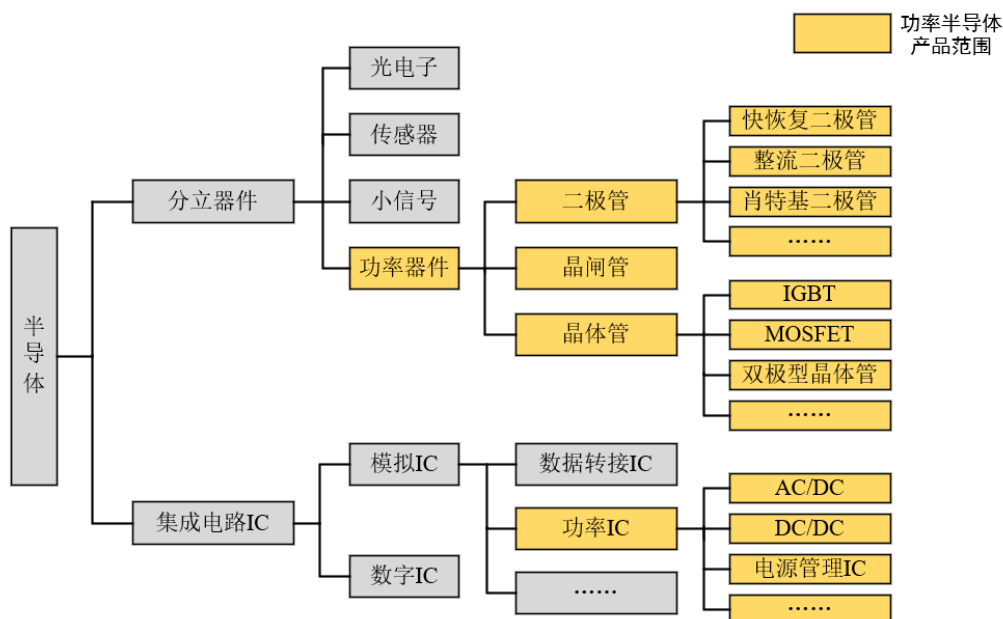 功率半导体
产品范围
光电子
传感器
小信号
功率器件
分立器件
二极管
晶闸管
晶体管
快恢复二极管
整流二极管
肖特基二极管
……
IGBT
MOSFET
双极型晶体管
……
半
导
体
集成电路IC
模拟IC
数字IC
数据转接IC
功率IC
……
AC/DC
DC/DC
电源管理IC
……